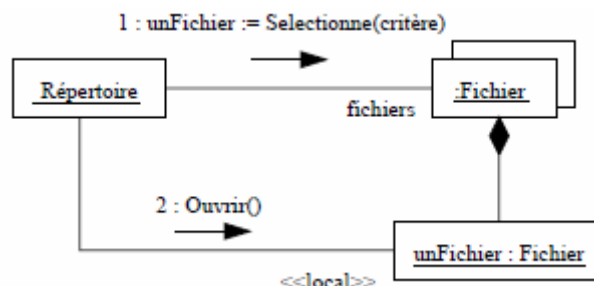 1 : unFichier := Selectionne(critère)
Répertoire
:Fichier
fichiers
2 : Ouvrir()
unFichier : Fichier
<<local>>